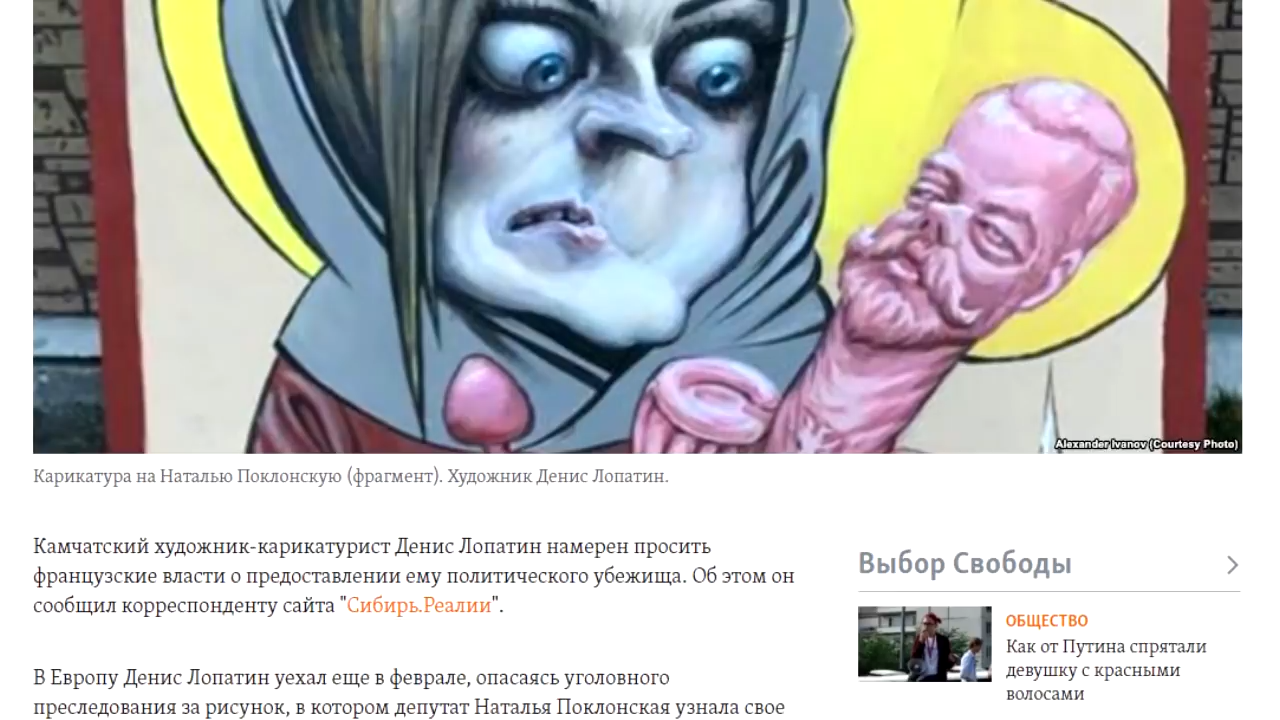 Alexander Ivanov (Courtesy Photo)
Карикатура на Наталью Поклонскую (фрагмент). Художник Денис Лопатин.
Камчатский художник-карикатурист Денис Лопатин намерен просить
французские власти о предоставлении ему политического убежища. Об этом он
сообщил корреспонденту сайта "Сибирь.Реалии".
В Европу Денис Лопатин уехал еще в феврале, опасаясь уголовного
преследования за рисунок, в котором депутат Наталья Поклонская узнала свое
Выбор Свободы
ОБЩЕСТВО
Как от Путина спрятали
девушку с красными
волосами